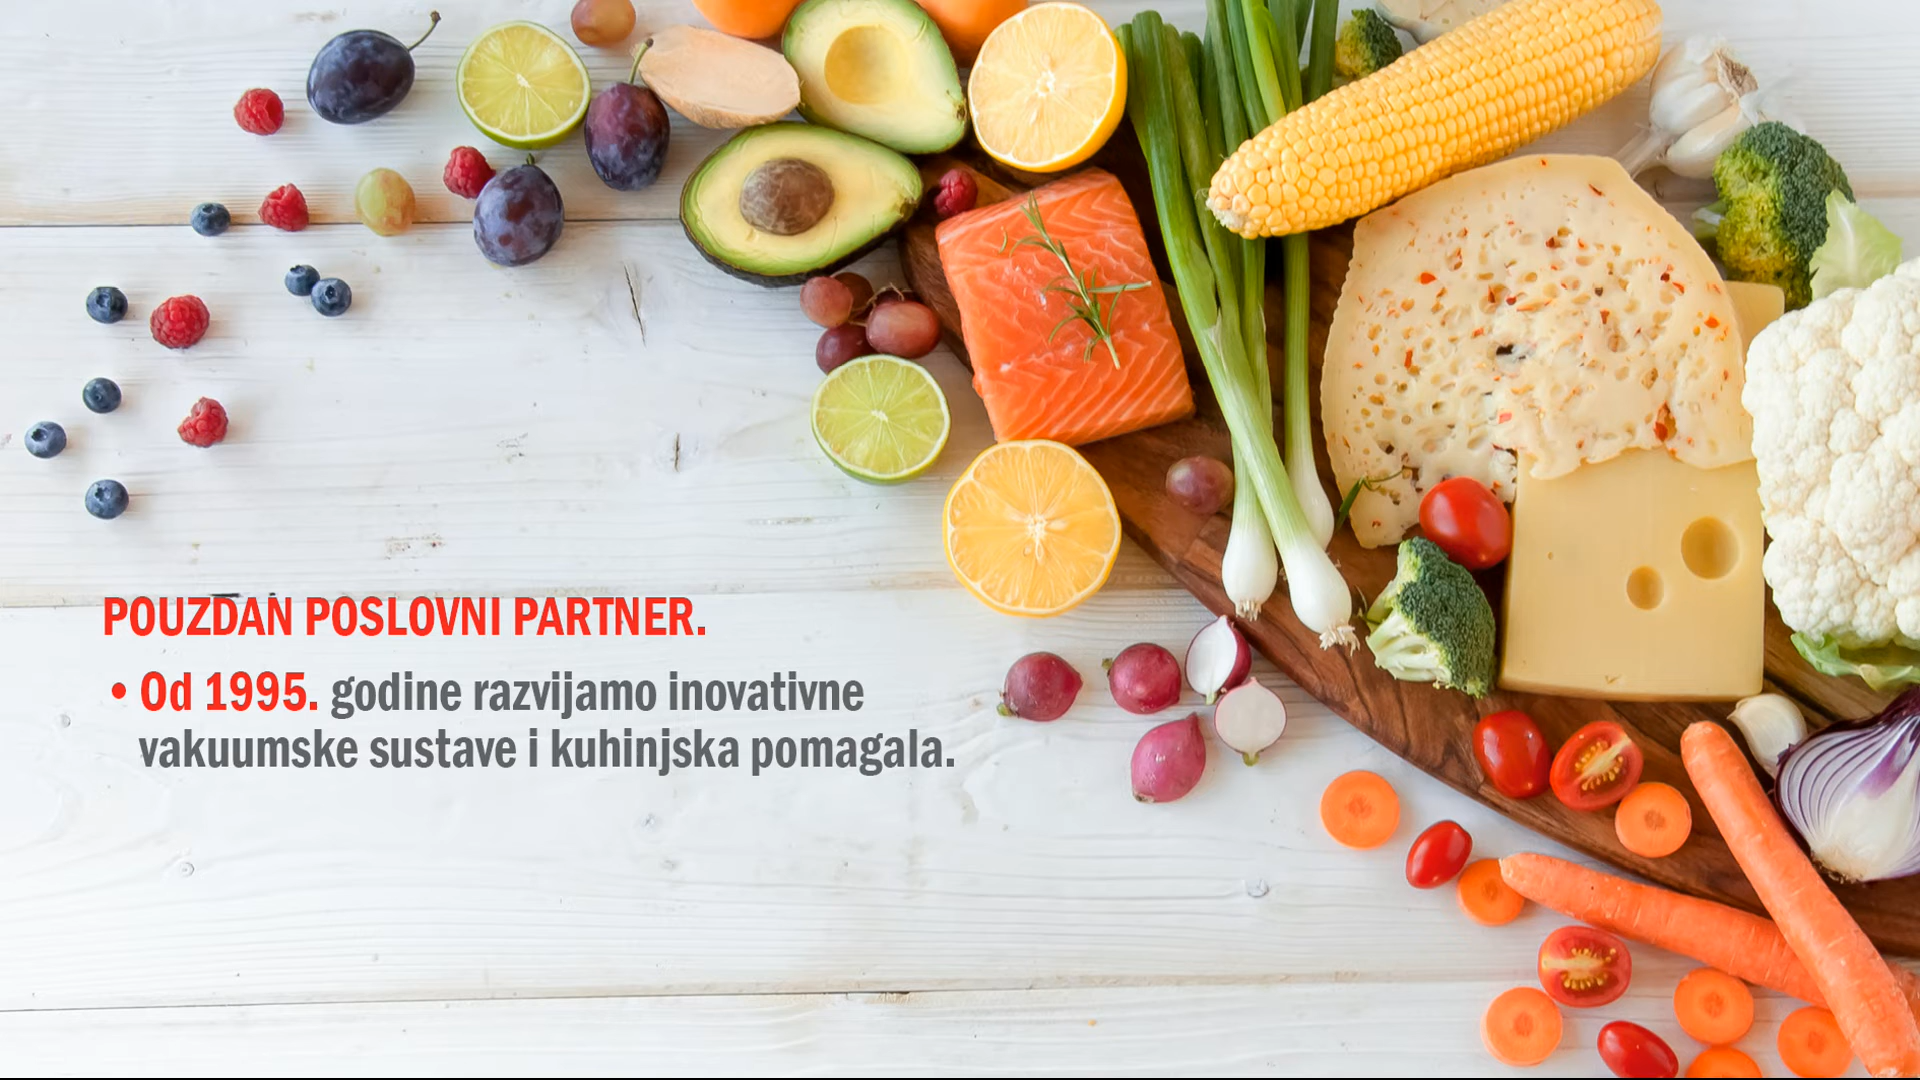 POUZDAN POSLOVNI PARTNER.
• Od 1995. godine razvijamo inovativne
vakuumske sustave i kuhinjska pomagala.